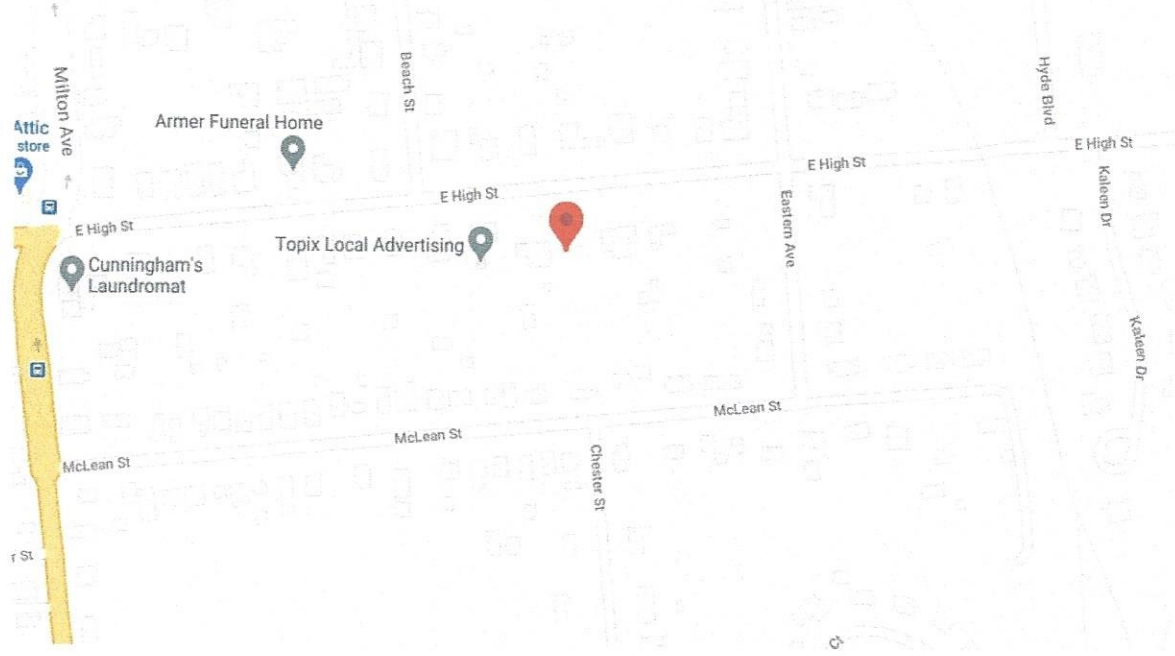 Milton Ave
Beach St
Hyde Blvd
Attic
store
Armer Funeral Home
E High St
E High St
E High St
E High St
Kaleen Dr
Eastern Ave
Topix Local Advertising
Cunningham's
Laundromat
Kaleen Dr
McLean St
McLean St
McLean St
Chester St
r St